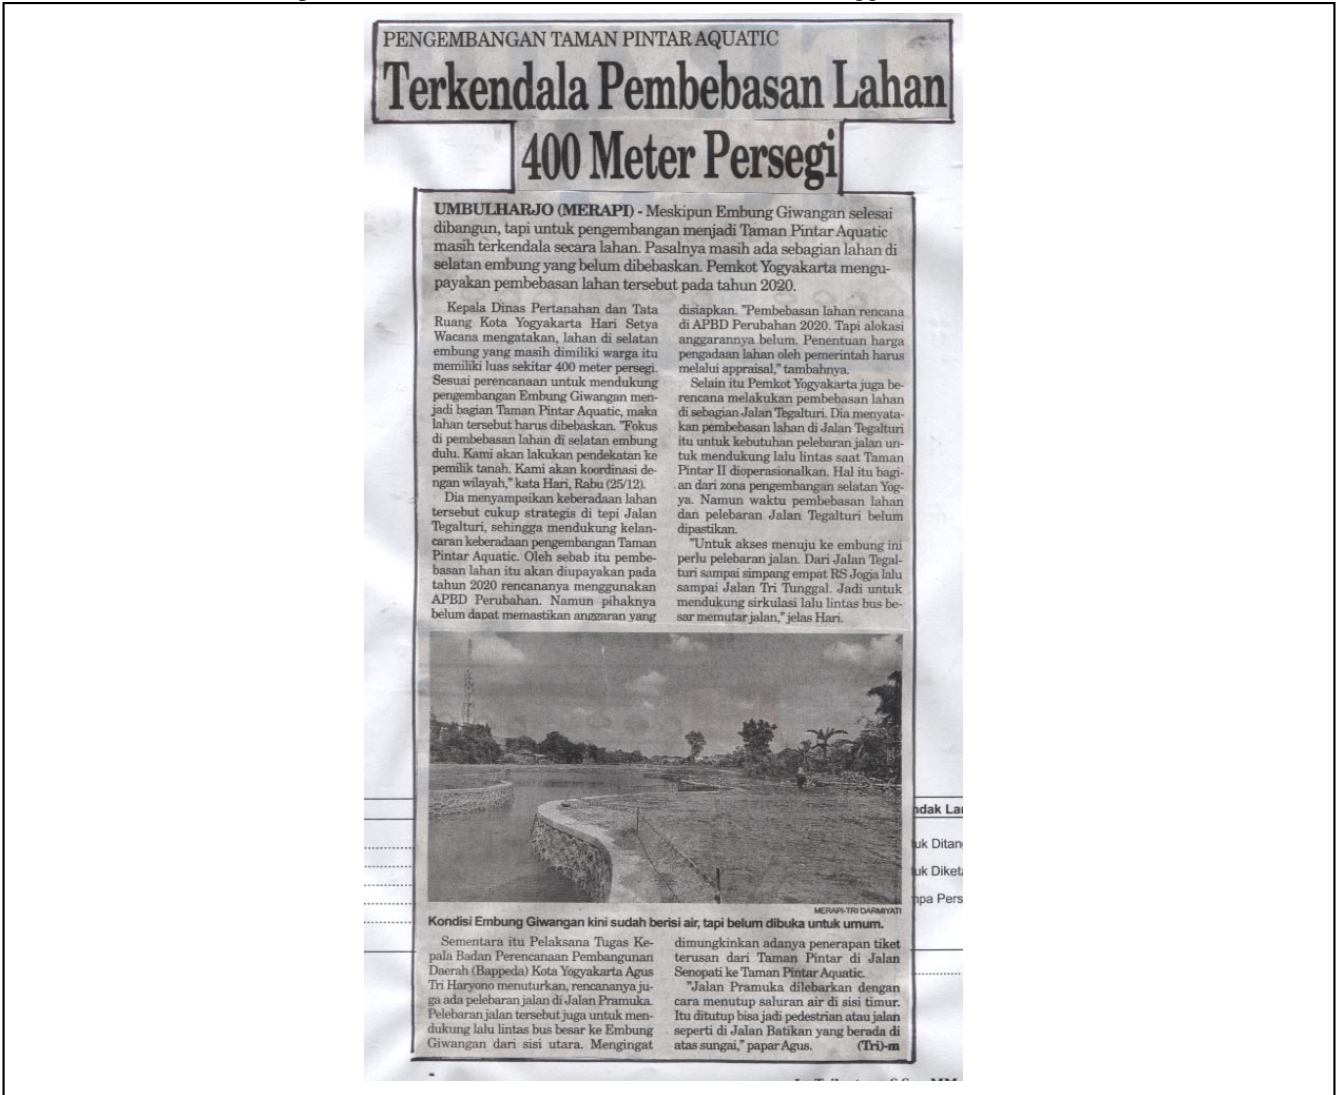 PENGEMBANGAN TAMAN PINTAR AQUATIC
Terkendala Pembebasan Lahan
400 Meter Persegi
UMBULHARJO (MERAPI) - Meskipun Embung Giwangan selesai
dibangun, tapi untuk pengembangan menjadi Taman Pintar Aquatic
masih terkendala secara lahan. Pasalnya masih ada sebagian lahan di
selatan embung yang belum dibebaskan. Pemkot Yogyakarta mengu-
payakan pembebasan lahan tersebut pada tahun 2020.
Kepala Dinas Pertanahan dan Tata
Ruang Kota Yogyakarta Hari Setya
Wacana mengatakan, lahan di selatan
embung yang masih dimiliki warga itu
memiliki luas sekitar 400 meter persegi.
Sesuai perencanaan untuk mendukung
pengembangan Embung Giwangan men-
jadi bagian Taman Pintar Aquatic, maka
lahan tersebut harus dibebaskan. "Fokus
di pembebasan lahan di selatan embung
dulu. Kami akan lakukan pendekatan ke
pemilik tanah. Kami akan koordinasi de-
ngan wilayah," kata Hari, Rabu (25/12).
Dia menyampaikan keberadaan lahan
tersebut cukup strategis di tepi Jalan
Tegalturi, sehingga mendukung kelan-
caran keberadaan pengembangan Taman
Pintar Aquatic. Oleh sebab itu pembe-
basan lahan itu akan diupayakan pada
tahun 2020 rencananya menggunakan
APBD Perubahan. Namun pihaknya
belum dapat memastikan anggaran yang
disiapkan. "Pembebasan lahan rencana
di APBD Perubahan 2020. Tapi alokasi
anggarannya belum. Penentuan harga
pengadaan lahan oleh pemerintah harus
melalui appraisal," tambahnya.
Selain itu Pemkot Yogyakarta juga be-
rencana melakukan pembebasan lahan
di sebagian Jalan Tegalturi. Dia menyata-
kan pembebasan lahan di Jalan Tegalturi
itu untuk kebutuhan pelebaran jalan un-
tuk mendukung lalu lintas saat Taman
Pintar II dioperasionalkan. Hal itu bagi-
an dari zona pengembangan selatan Yog-
ya. Namun waktu pembebasan lahan
dan pelebaran Jalan Tegalturi belum
dipastikan.
"Untuk akses menuju ke embung ini
perlu pelebaran jalan. Dari Jalan Tegal-
turi sampai simpang empat RS Jogja lalu
sampai Jalan Tri Tunggal. Jadi untuk
mendukung sirkulasi lalu lintas bus be-
sar memutar jalan," jelas Hari.
MERAPI-TRI DARMIYATI
Kondisi Embung Giwangan kini sudah berisi air, tapi belum dibuka untuk umum.
Sementara itu Pelaksana Tugas Ke-
pala Badan Perencanaan Pembangunan
Daerah (Bappeda) Kota Yogyakarta Agus
Tri Haryono menuturkan, rencananya ju-
ga ada pelebaran jalan di Jalan Pramuka.
Pelebaran jalan tersebut juga untuk men-
dukung lalu lintas bus besar ke Embung
Giwangan dari sisi utara. Mengingat
dimungkinkan adanya penerapan tiket
terusan dari Taman Pintar di Jalan
Senopati ke Taman Pintar Aquatic.
"Jalan Pramuka dilebarkan dengan
cara menutup saluran air di sisi timur.
Itu ditutup bisa jadi pedestrian atau jalan
seperti di Jalan Batikan yang berada di
atas sungai," papar Agus. (Tri)-m
ndak La
uk Ditan
uk Diket
npa Pers